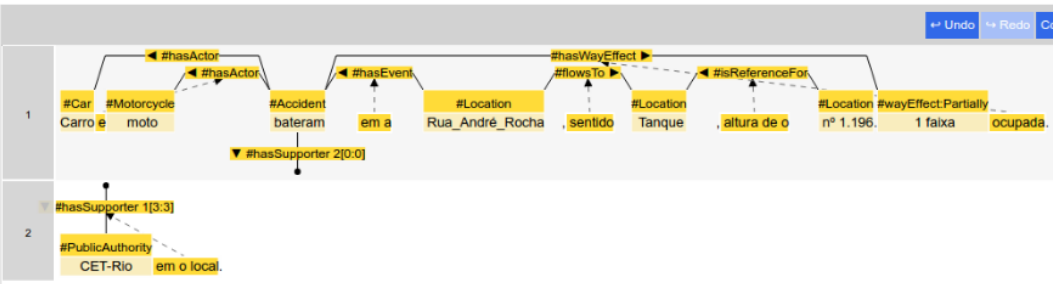 ↩ Undo ↪ Redo Co
◀ #hasActor #hasWayEffect ▶
◀ #hasActor ◀ #hasEvent #flowsTo ▶ ◀ #isReferenceFor
#Car #Motorcycle #Accident #Location #Location #Location #wayEffect:Partially
1 Carro e moto bateram em a Rua_André_Rocha , sentido Tanque , altura de o nº 1.196. 1 faixa ocupada.
▼ #hasSupporter 2[0:0]
▼ #hasSupporter 1[3:3]
2
#PublicAuthority
CET-Rio em o local.